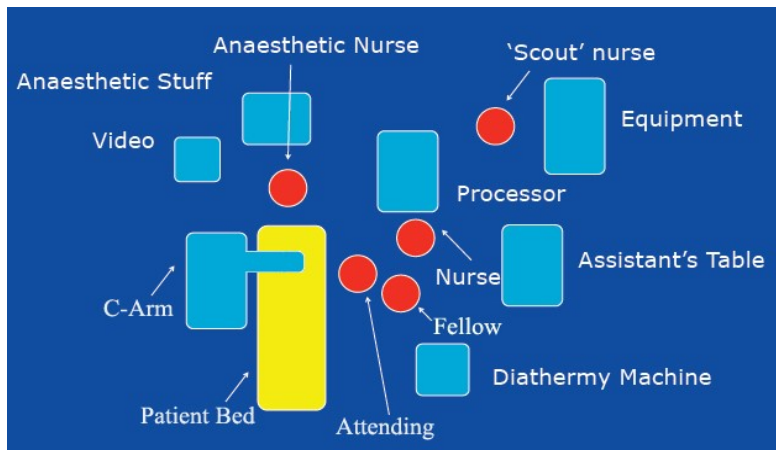 Anaesthetic Nurse
‘Scout’ nurse
Anaesthetic Stuff
Equipment
Video
Processor
Assistant’s Table
Nurse
C-Arm
Fellow
Diathermy Machine
Patient Bed
Attending